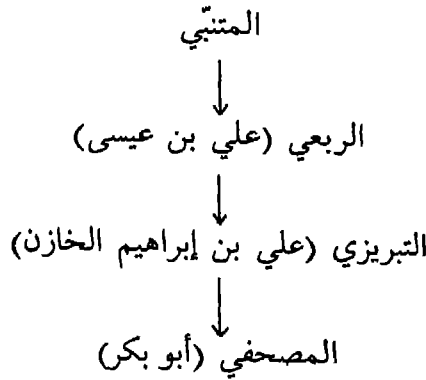 المتنبّي
الربعي (علي بن عيسى)
التبريزي (علي بن إبراهيم الخازن)
المصحفي (أبو بكر)